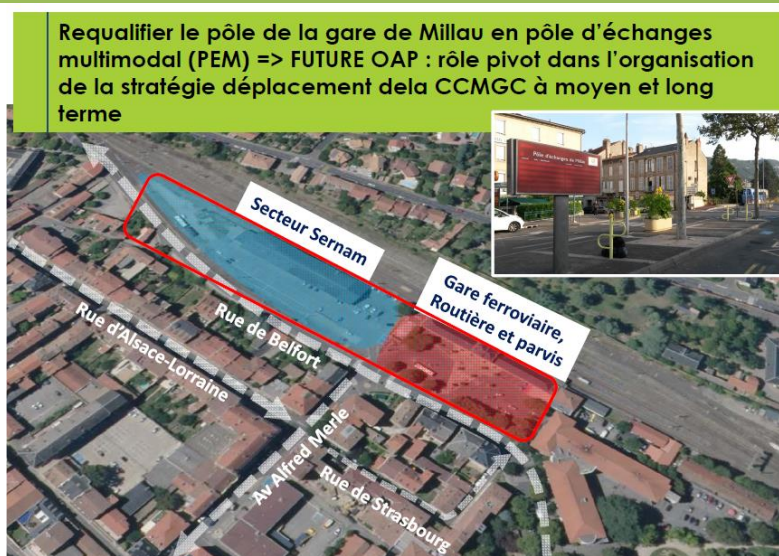 Requalifier le pôle de la gare de Millau en pôle d’échanges
multimodal (PEM) => FUTURE OAP : rôle pivot dans l’organisation
de la stratégie déplacement dela CCMGC à moyen et long
terme
Pôle d'échanges de Millau
Secteur Sernam
Gare ferroviaire,
Routière et parvis
Rue de Belfort
Rue d’Alsace-Lorraine
Av Alfred Merle
Rue de Strasbourg